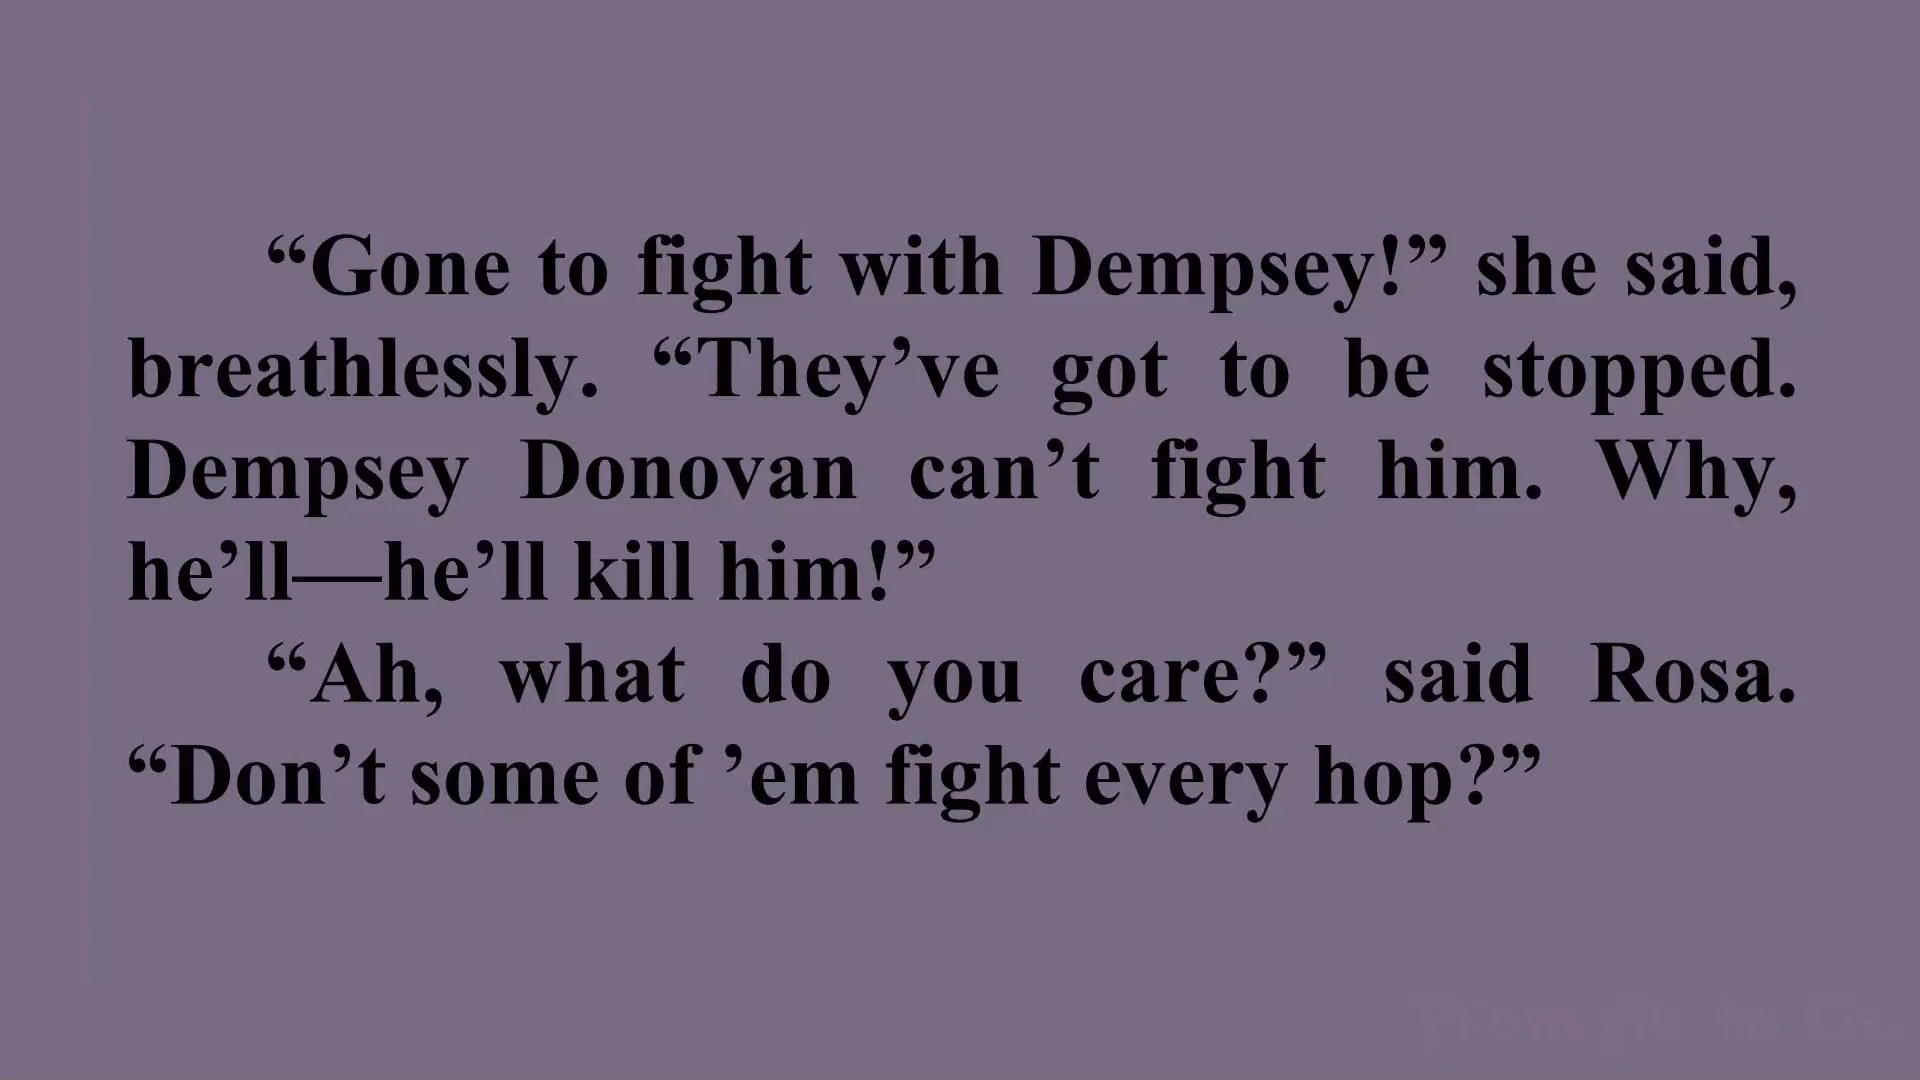 “Gone to fight with Dempsey!” she said,
breathlessly. “They’ve got to be stopped.
Dempsey Donovan can’t fight him. Why,
he’ll—he’ll kill him!”
“Ah, what do you care?” said Rosa.
“Don’t some of ’em fight every hop?”